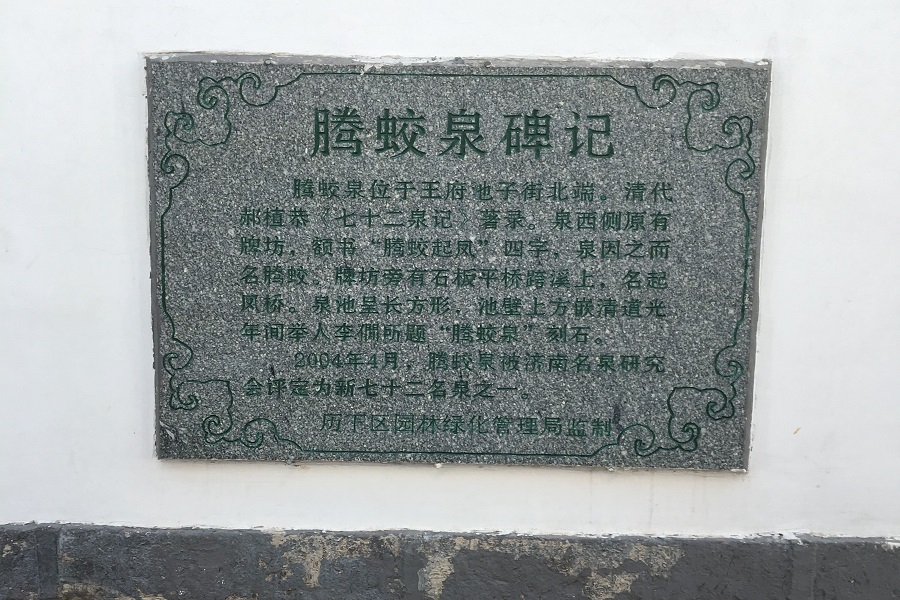 腾蛟泉碑记
腾蛟泉位于王府池子街北端。清代
郝植恭《七十二泉记》著录。泉西侧原有
牌坊，额书“腾蛟起凤”四字，泉因之而
名腾蛟。牌坊旁有石板平桥跨溪上，名起
凤桥。泉池呈长方形，池壁上方嵌清道光
年间举人李僩所题“腾蛟泉”刻石。
2004年4月，腾蛟泉被济南名泉研究
会评定为新七十二名泉之一。
历下区园林绿化管理局监制